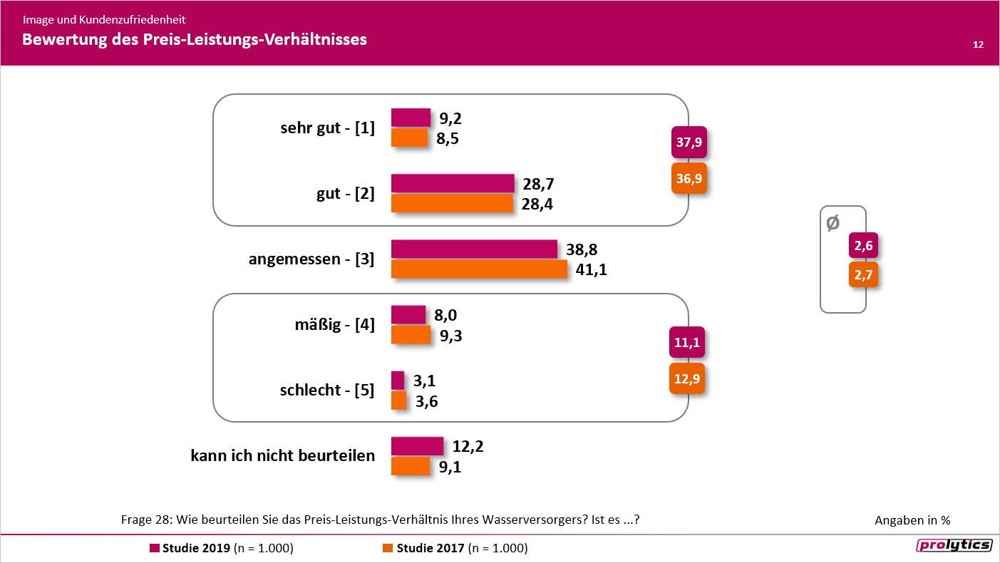 Image und Kundenzufriedenheit
Bewertung des Preis-Leistungs-Verhältnisses
12
sehr gut - [1]
9,2
8,5
37,9
36,9
gut - [2]
28,7
28,4
angemessen - [3]
38,8
41,1
Ø
2,6
2,7
mäßig - [4]
8,0
9,3
11,1
12,9
schlecht - [5]
3,1
3,6
kann ich nicht beurteilen
12,2
9,1
Frage 28: Wie beurteilen Sie das Preis-Leistungs-Verhältnis Ihres Wasserversorgers? Ist es ...?
Angaben in %
Studie 2019 (n = 1.000)
Studie 2017 (n = 1.000)
prolytics